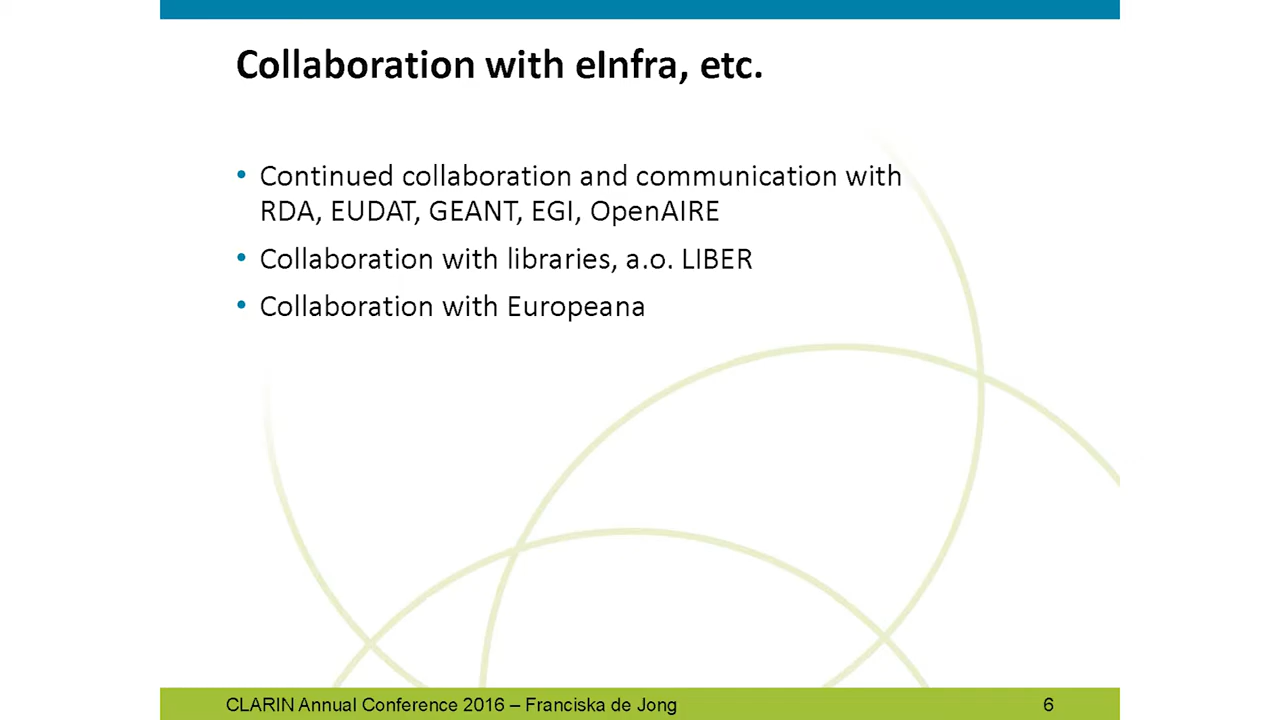 Collaboration with eInfra, etc.
• Continued collaboration and communication with
RDA, EUDAT, GEANT, EGI, OpenAIRE
• Collaboration with libraries, a.o. LIBER
• Collaboration with Europeana
CLARIN Annual Conference 2016 – Franciska de Jong
6